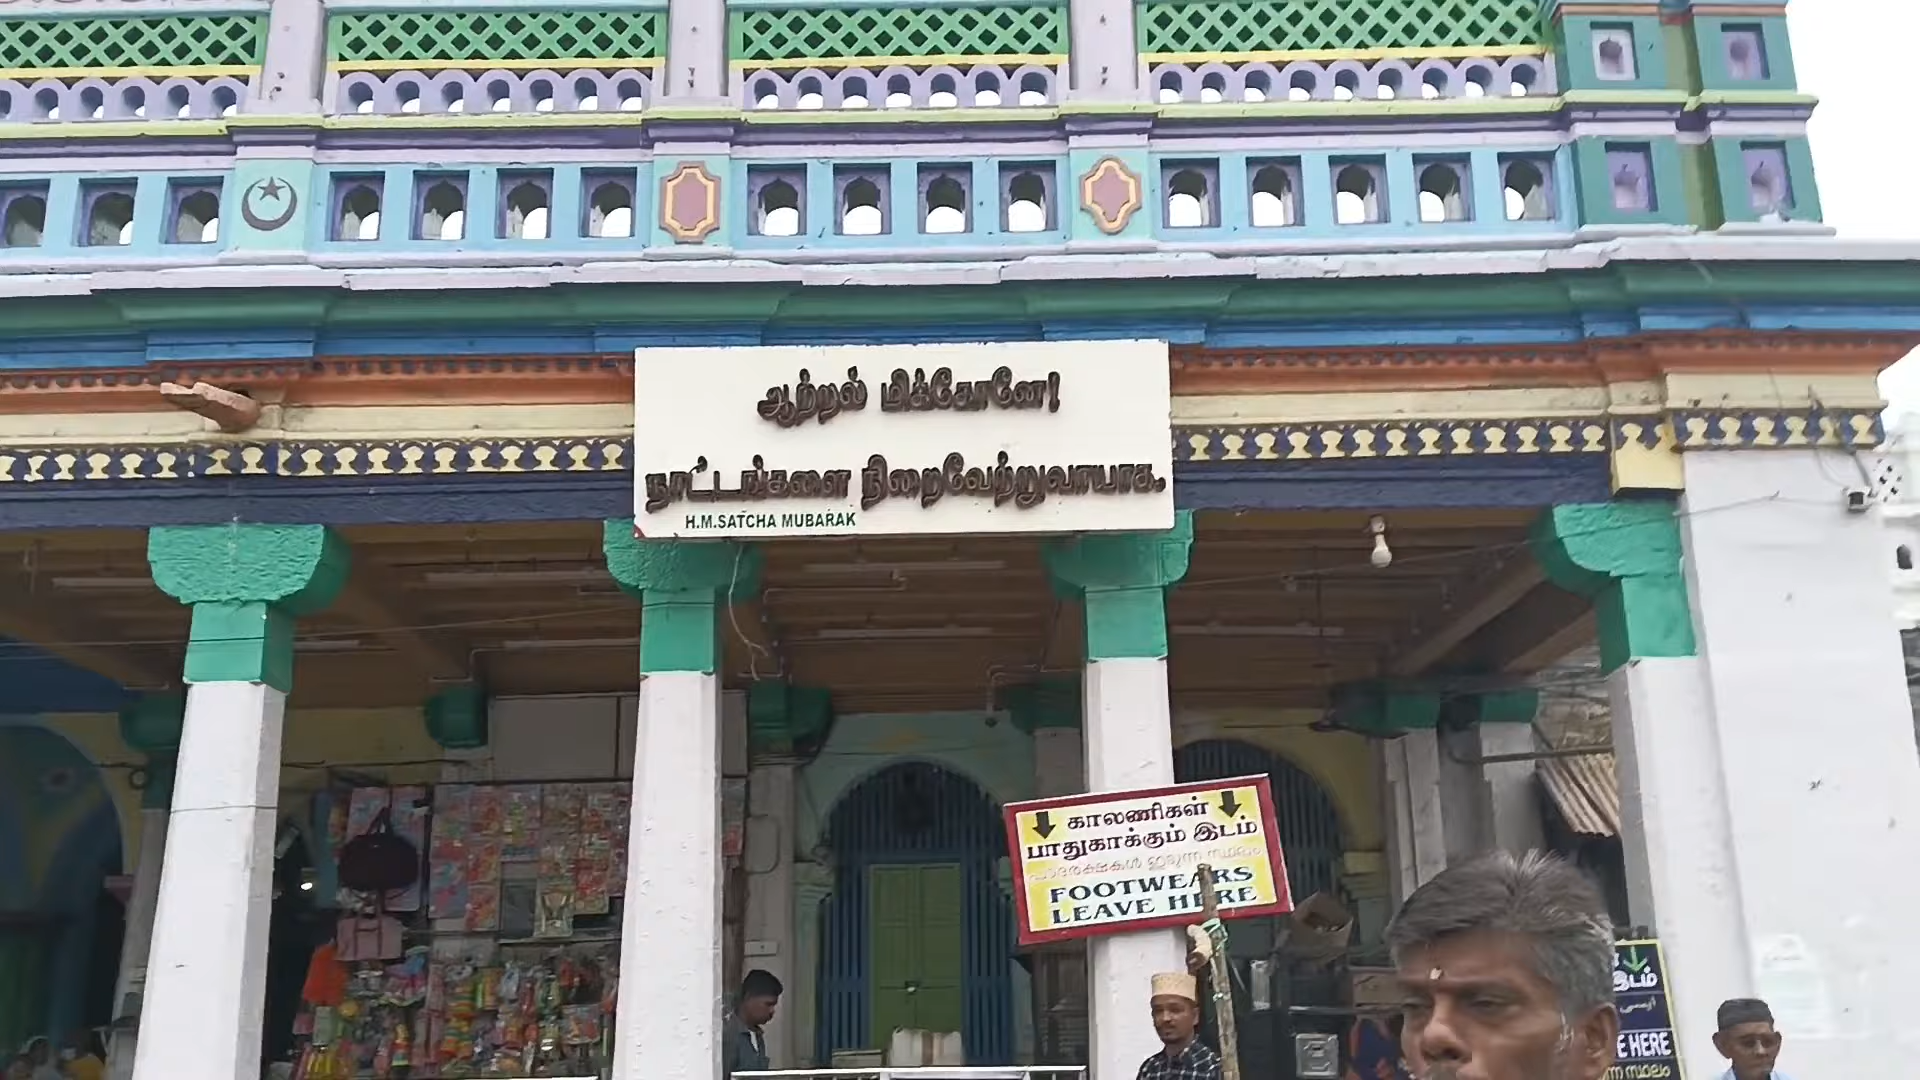 ஆற்றல் மிக்கோனே!
நாட்டங்களை நிறைவேற்றுவாயாக.
H.M.SATCHA MUBARAK
காலணிகள்
பாதுகாக்கும் இடம்
FOOTWEARS
LEAVE HERE
இடம்
E HERE